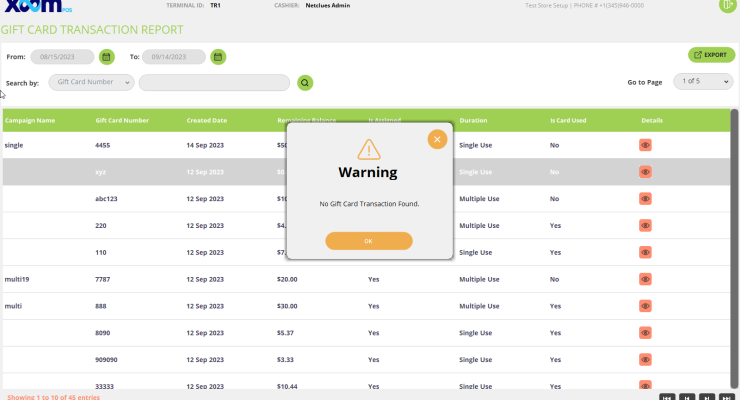 xoom POS TERMINAL ID: TR1 CASHIER: Netclues Admin Test Store Setup | PHONE # +1(345)946-0000
GIFT CARD TRANSACTION REPORT
From: 08/15/2023 To: 09/14/2023 EXPORT
Search by: Gift Card Number Go to Page 1 of 5
Campaign Name Gift Card Number Created Date Remaining Balance Is Assigned Duration Is Card Used Details
single 4455 14 Sep 2023 $50 Single Use No
xyz 12 Sep 2023 Single Use No
abc123 12 Sep 2023 $10 Multiple Use No
220 12 Sep 2023 $4. Multiple Use Yes
110 12 Sep 2023 $7. Single Use Yes
Warning
No Gift Card Transaction Found.
OK
multi19 7787 12 Sep 2023 $20.00 Yes Multiple Use No
multi 888 12 Sep 2023 $30.00 Yes Multiple Use Yes
8090 12 Sep 2023 $5.37 Yes Single Use Yes
909090 12 Sep 2023 $3.33 Yes Single Use Yes
33333 12 Sep 2023 $10.44 Yes Single Use Yes
Showing 1 to 10 of 45 entries